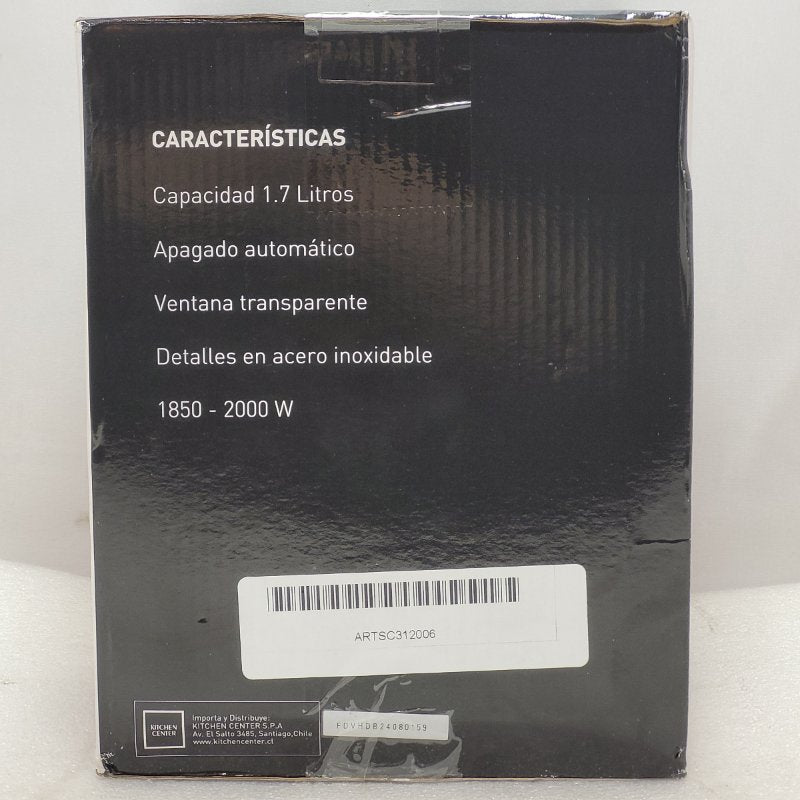 CARACTERÍSTICAS
Capacidad 1.7 Litros
Apagado automático
Ventana transparente
Detalles en acero inoxidable
1850 - 2000 W
ARTSC312006
KITCHEN
CENTER
Importa y Distribuye:
KITCHEN CENTER S.P.A
Av. El Salto 3485, Santiago,Chile
www.kitchencenter.cl